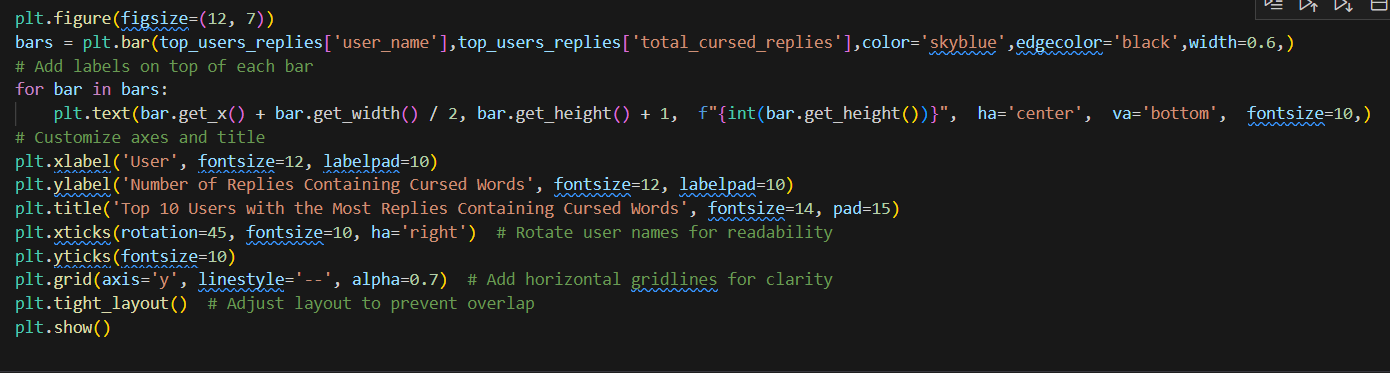 plt.figure(figsize=(12, 7))
bars = plt.bar(top_users_replies['user_name'],top_users_replies['total_cursed_replies'],color='skyblue',edgecolor='black',width=0.6,)
# Add labels on top of each bar
for bar in bars:
    plt.text(bar.get_x() + bar.get_width() / 2, bar.get_height() + 1,  f"{int(bar.get_height())}",  ha='center',  va='bottom',  fontsize=10,)
# Customize axes and title
plt.xlabel('User', fontsize=12, labelpad=10)
plt.ylabel('Number of Replies Containing Cursed Words', fontsize=12, labelpad=10)
plt.title('Top 10 Users with the Most Replies Containing Cursed Words', fontsize=14, pad=15)
plt.xticks(rotation=45, fontsize=10, ha='right')  # Rotate user names for readability
plt.yticks(fontsize=10)
plt.grid(axis='y', linestyle='--', alpha=0.7)  # Add horizontal gridlines for clarity
plt.tight_layout()  # Adjust layout to prevent overlap
plt.show()